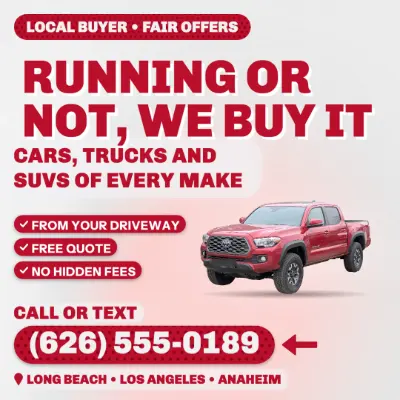 LOCAL BUYER • FAIR OFFERS
RUNNING OR
NOT, WE BUY IT
CARS, TRUCKS AND
SUVS OF EVERY MAKE
FROM YOUR DRIVEWAY
FREE QUOTE
NO HIDDEN FEES
CALL OR TEXT
(626) 555-0189
LONG BEACH • LOS ANGELES • ANAHEIM